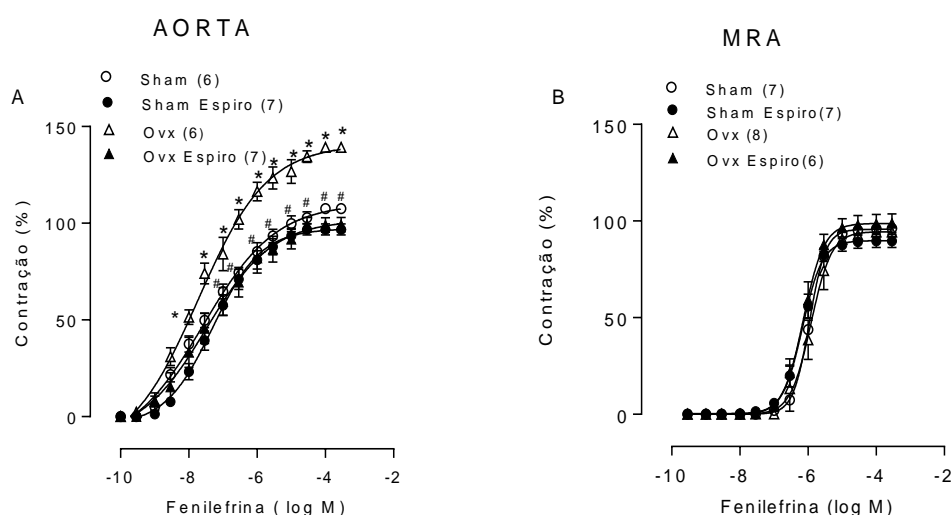 AORTA
A
Sham (6)
Sham Espiro (7)
Ovx (6)
Ovx Espiro (7)
150
100
50
0
Contração (%)
* * * * * * * * * * *
# # # # # # #
-10 -8 -6 -4 -2
Fenilefrina ( log M)
MRA
B
Sham (7)
Sham Espiro(7)
Ovx (8)
Ovx Espiro(6)
150
100
50
0
Contração (%)
-10 -8 -6 -4 -2
Fenilefrina (log M)